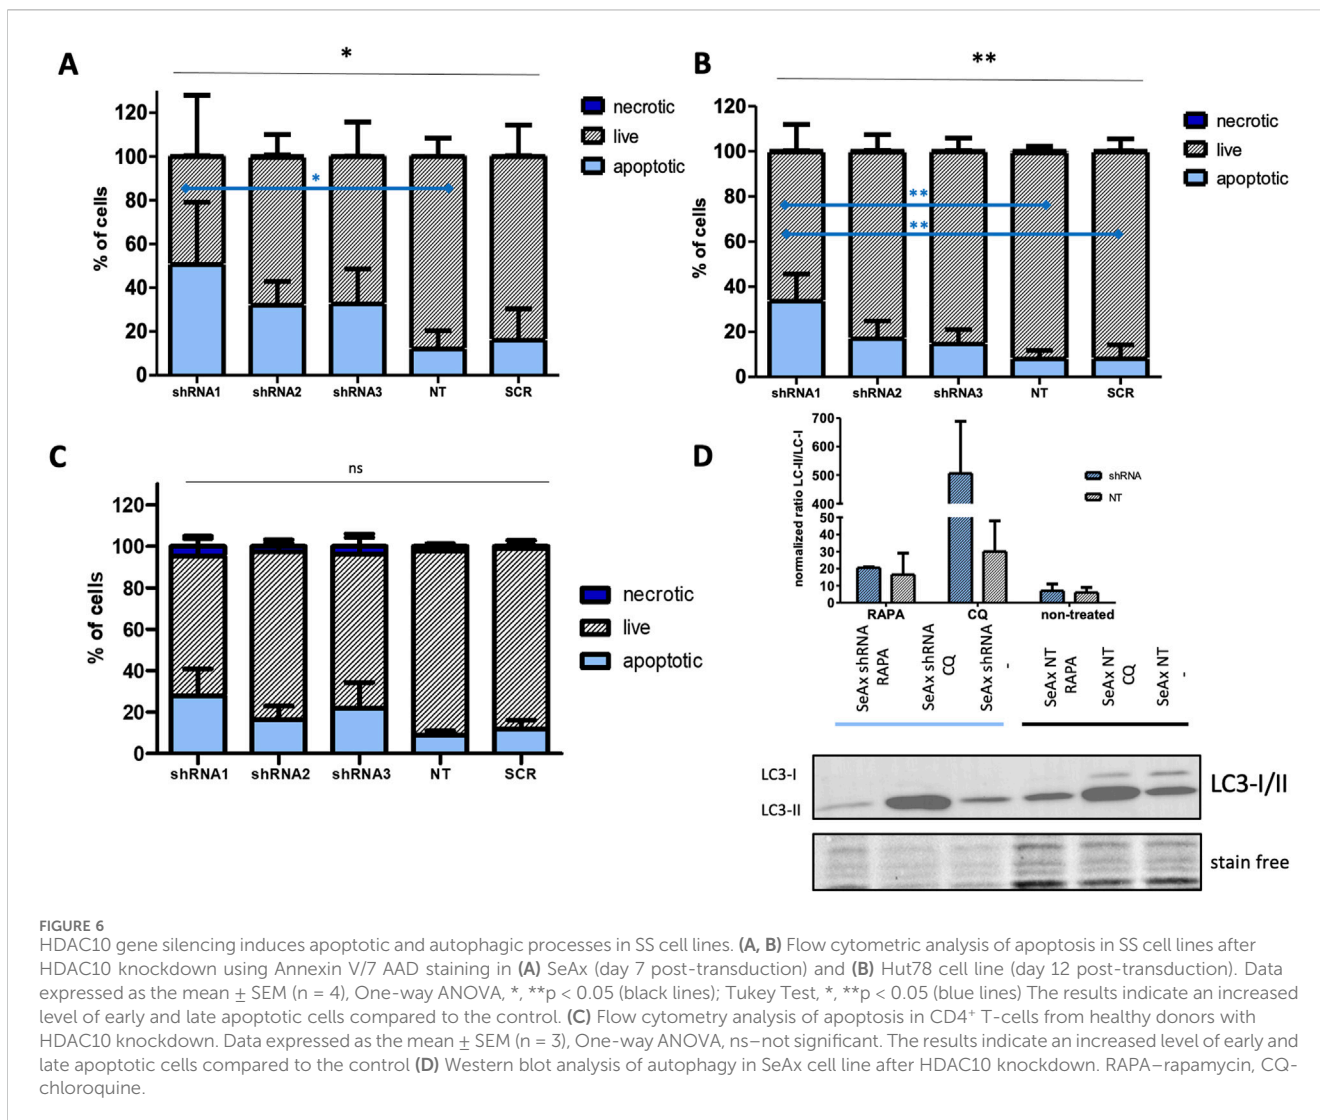 A
*
120
100
80
60
40
20
0
% of cells
*
shRNA1 shRNA2 shRNA3 NT SCR
necrotic
live
apoptotic
B
**
120
100
80
60
40
20
0
% of cells
**
**
shRNA1 shRNA2 shRNA3 NT SCR
necrotic
live
apoptotic
C
ns
120
100
80
60
40
20
0
% of cells
shRNA1 shRNA2 shRNA3 NT SCR
necrotic
live
apoptotic
D
normalized ratio LC-II/LC-I
700
600
500
400
50
40
30
20
10
0
shRNA
NT
RAPA CQ non-treated
SeAx shRNA
RAPA
SeAx shRNA
CQ
SeAx shRNA
-
SeAx NT
RAPA
SeAx NT
CQ
SeAx NT
-
LC3-I
LC3-II
LC3-I/II
stain free
FIGURE 6
HDAC10 gene silencing induces apoptotic and autophagic processes in SS cell lines. (A, B) Flow cytometric analysis of apoptosis in SS cell lines after
HDAC10 knockdown using Annexin V/7 AAD staining in (A) SeAx (day 7 post-transduction) and (B) Hut78 cell line (day 12 post-transduction). Data
expressed as the mean ± SEM (n = 4), One-way ANOVA, *, **p < 0.05 (black lines); Tukey Test, *, **p < 0.05 (blue lines) The results indicate an increased
level of early and late apoptotic cells compared to the control. (C) Flow cytometry analysis of apoptosis in CD4⁺ T-cells from healthy donors with
HDAC10 knockdown. Data expressed as the mean ± SEM (n = 3), One-way ANOVA, ns–not significant. The results indicate an increased level of early and
late apoptotic cells compared to the control (D) Western blot analysis of autophagy in SeAx cell line after HDAC10 knockdown. RAPA–rapamycin, CQ-
chloroquine.